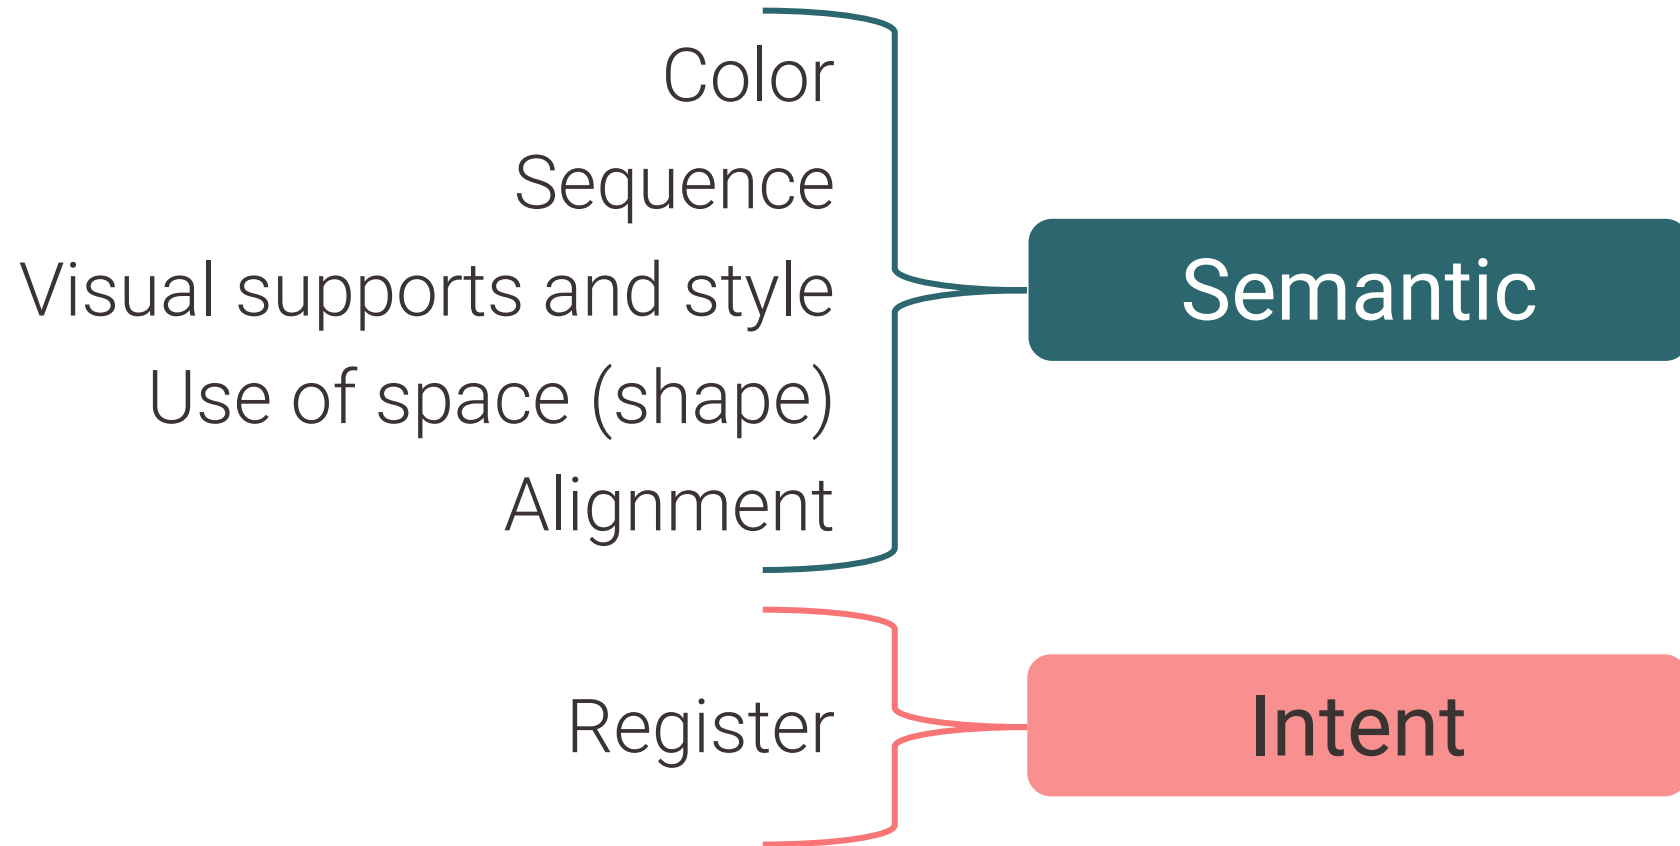 Color
Sequence
Visual supports and style
Use of space (shape)
Alignment
Semantic
Register
Intent